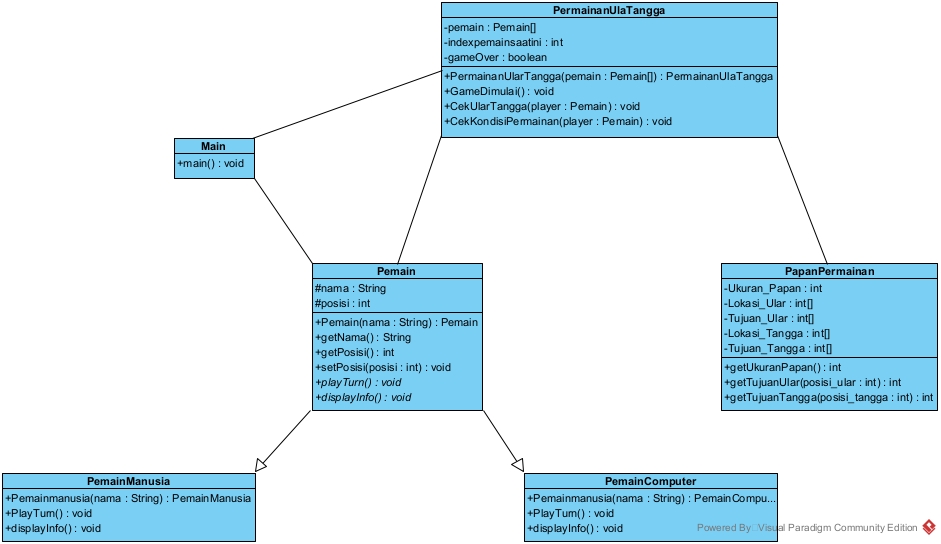 PermainanUlaTangga
-pemain : Pemain[]
-indexpemainsaatini : int
-gameOver : boolean
+PermainanUlarTangga(pemain : Pemain[]) : PermainanUlaTangga
+GameDimulai() : void
+CekUlarTangga(player : Pemain) : void
+CekKondisiPermainan(player : Pemain) : void
Main
+main() : void
Pemain
#nama : String
#posisi : int
+Pemain(nama : String) : Pemain
+getNama() : String
+getPosisi() : int
+setPosisi(posisi : int) : void
+playTurn() : void
+displayInfo() : void
PapanPermainan
-Ukuran_Papan : int
-Lokasi_Ular : int[]
-Tujuan_Ular : int[]
-Lokasi_Tangga : int[]
-Tujuan_Tangga : int[]
+getUkuranPapan() : int
+getTujuanUlar(posisi_ular : int) : int
+getTujuanTangga(posisi_tangga : int) : int
PemainManusia
+Pemainmanusia(nama : String) : PemainManusia
+PlayTurn() : void
+displayInfo() : void
PemainComputer
+Pemainmanusia(nama : String) : PemainCompu...
+PlayTurn() : void
+displayInfo() : void
Powered By: Visual Paradigm Community Edition